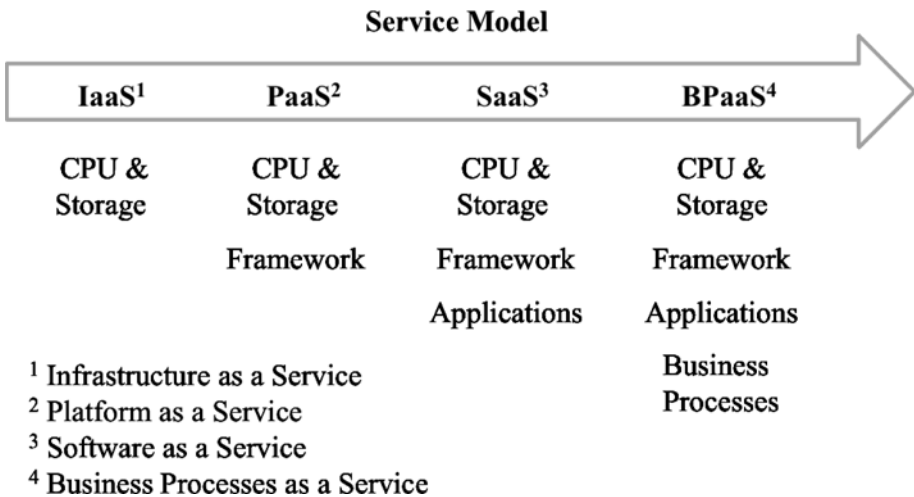 Service Model
IaaS¹ PaaS² SaaS³ BPaaS⁴
CPU & CPU & CPU & CPU &
Storage Storage Storage Storage
Framework Framework Framework
Applications Applications
Business
Processes
¹ Infrastructure as a Service
² Platform as a Service
³ Software as a Service
⁴ Business Processes as a Service